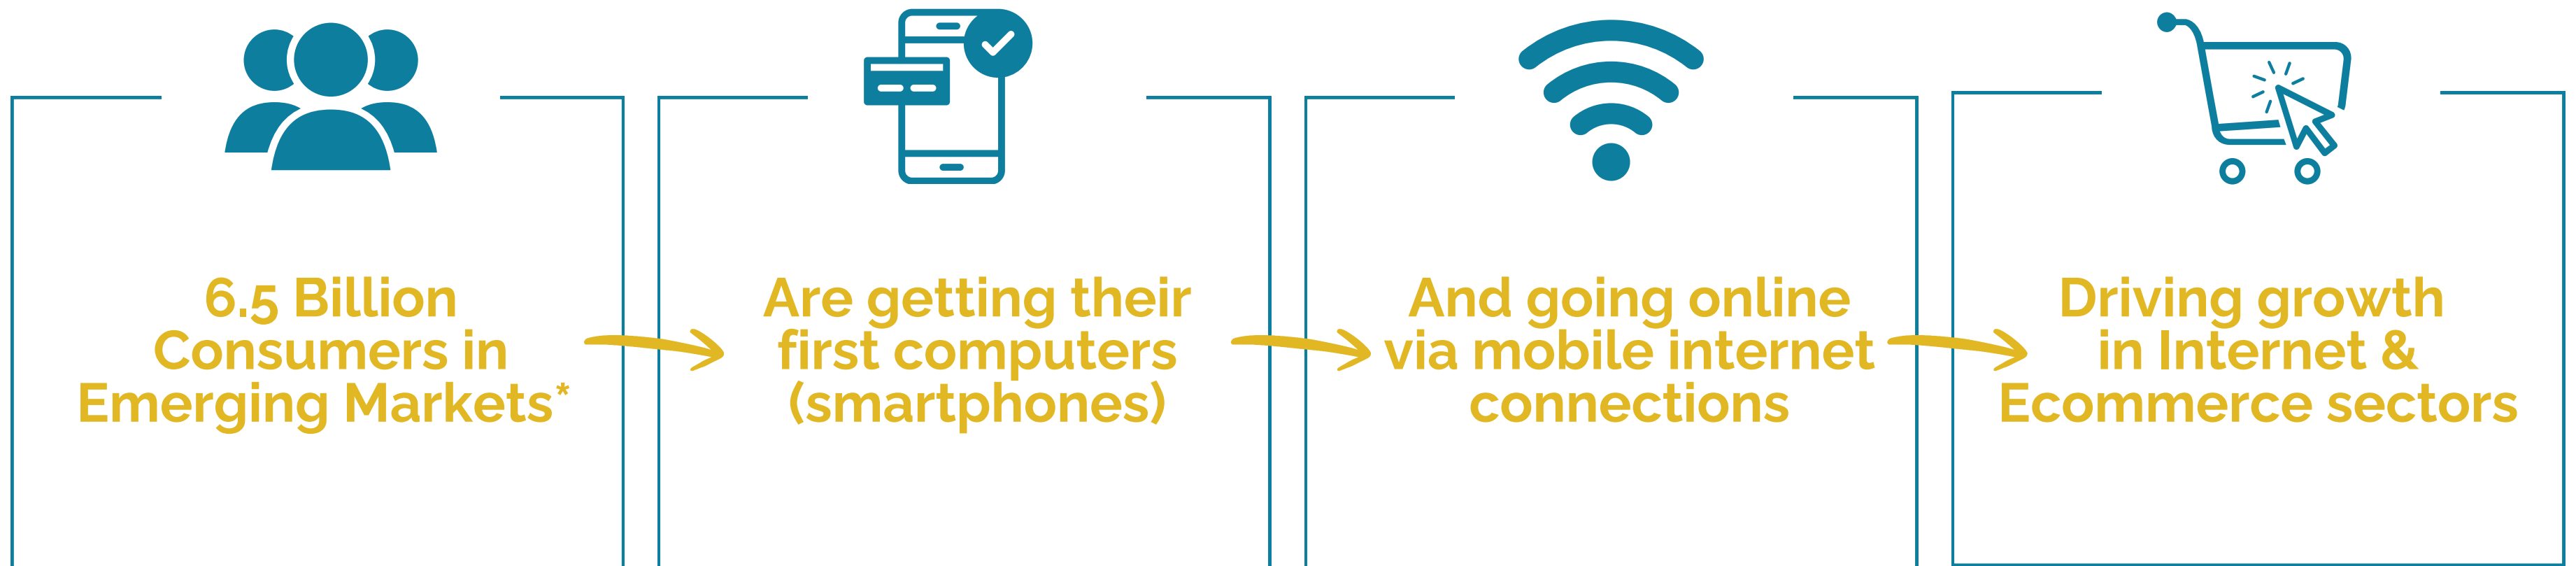 6.5 Billion
Consumers in
Emerging Markets*
Are getting their
first computers
(smartphones)
And going online
via mobile internet
connections
Driving growth
in Internet &
Ecommerce sectors